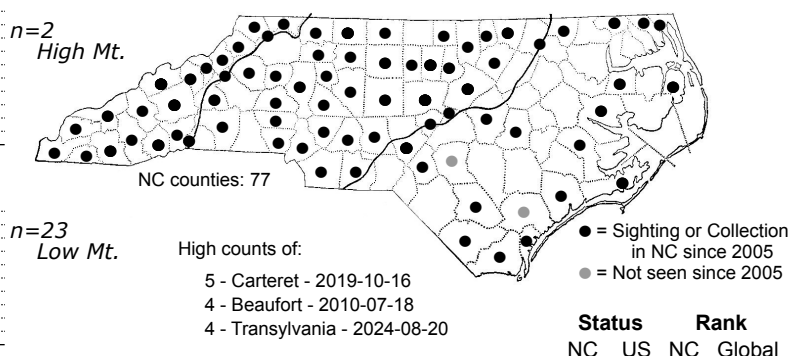 n=2
High Mt.
NC counties: 77
n=23
Low Mt.
High counts of:
5 - Carteret - 2019-10-16
4 - Beaufort - 2010-07-18
4 - Transylvania - 2024-08-20
= Sighting or Collection
in NC since 2005
= Not seen since 2005
Status Rank
NC US NC Global